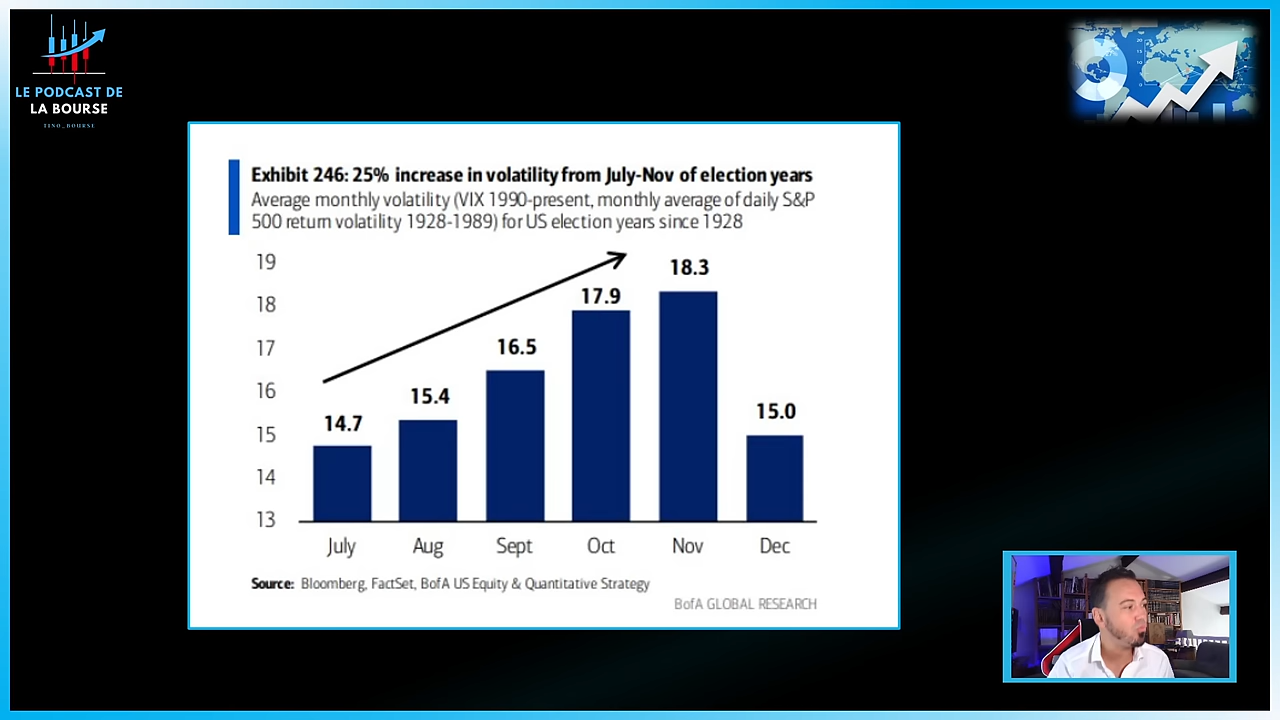 LE PODCAST DE
LA BOURSE
TINO_BOURSE
Exhibit 246: 25% increase in volatility from July-Nov of election years
Average monthly volatility (VIX 1990-present, monthly average of daily S&P
500 return volatility 1928-1989) for US election years since 1928
19
18
17
16
15
14
13
14.7
15.4
16.5
17.9
18.3
15.0
July
Aug
Sept
Oct
Nov
Dec
Source: Bloomberg, FactSet, BofA US Equity & Quantitative Strategy
BofA GLOBAL RESEARCH